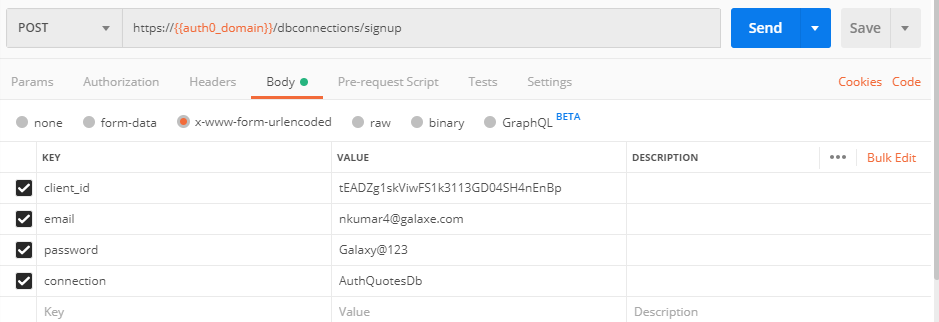 POST https://{{auth0_domain}}/dbconnections/signup Send Save
Params Authorization Headers Body Pre-request Script Tests Settings Cookies Code
none form-data x-www-form-urlencoded raw binary GraphQL BETA
KEY VALUE DESCRIPTION ••• Bulk Edit
client_id tEADZg1skViwFS1k3113GD04SH4nEnBp
email nkumar4@galaxe.com
password Galaxy@123
connection AuthQuotesDb
Key Value Description